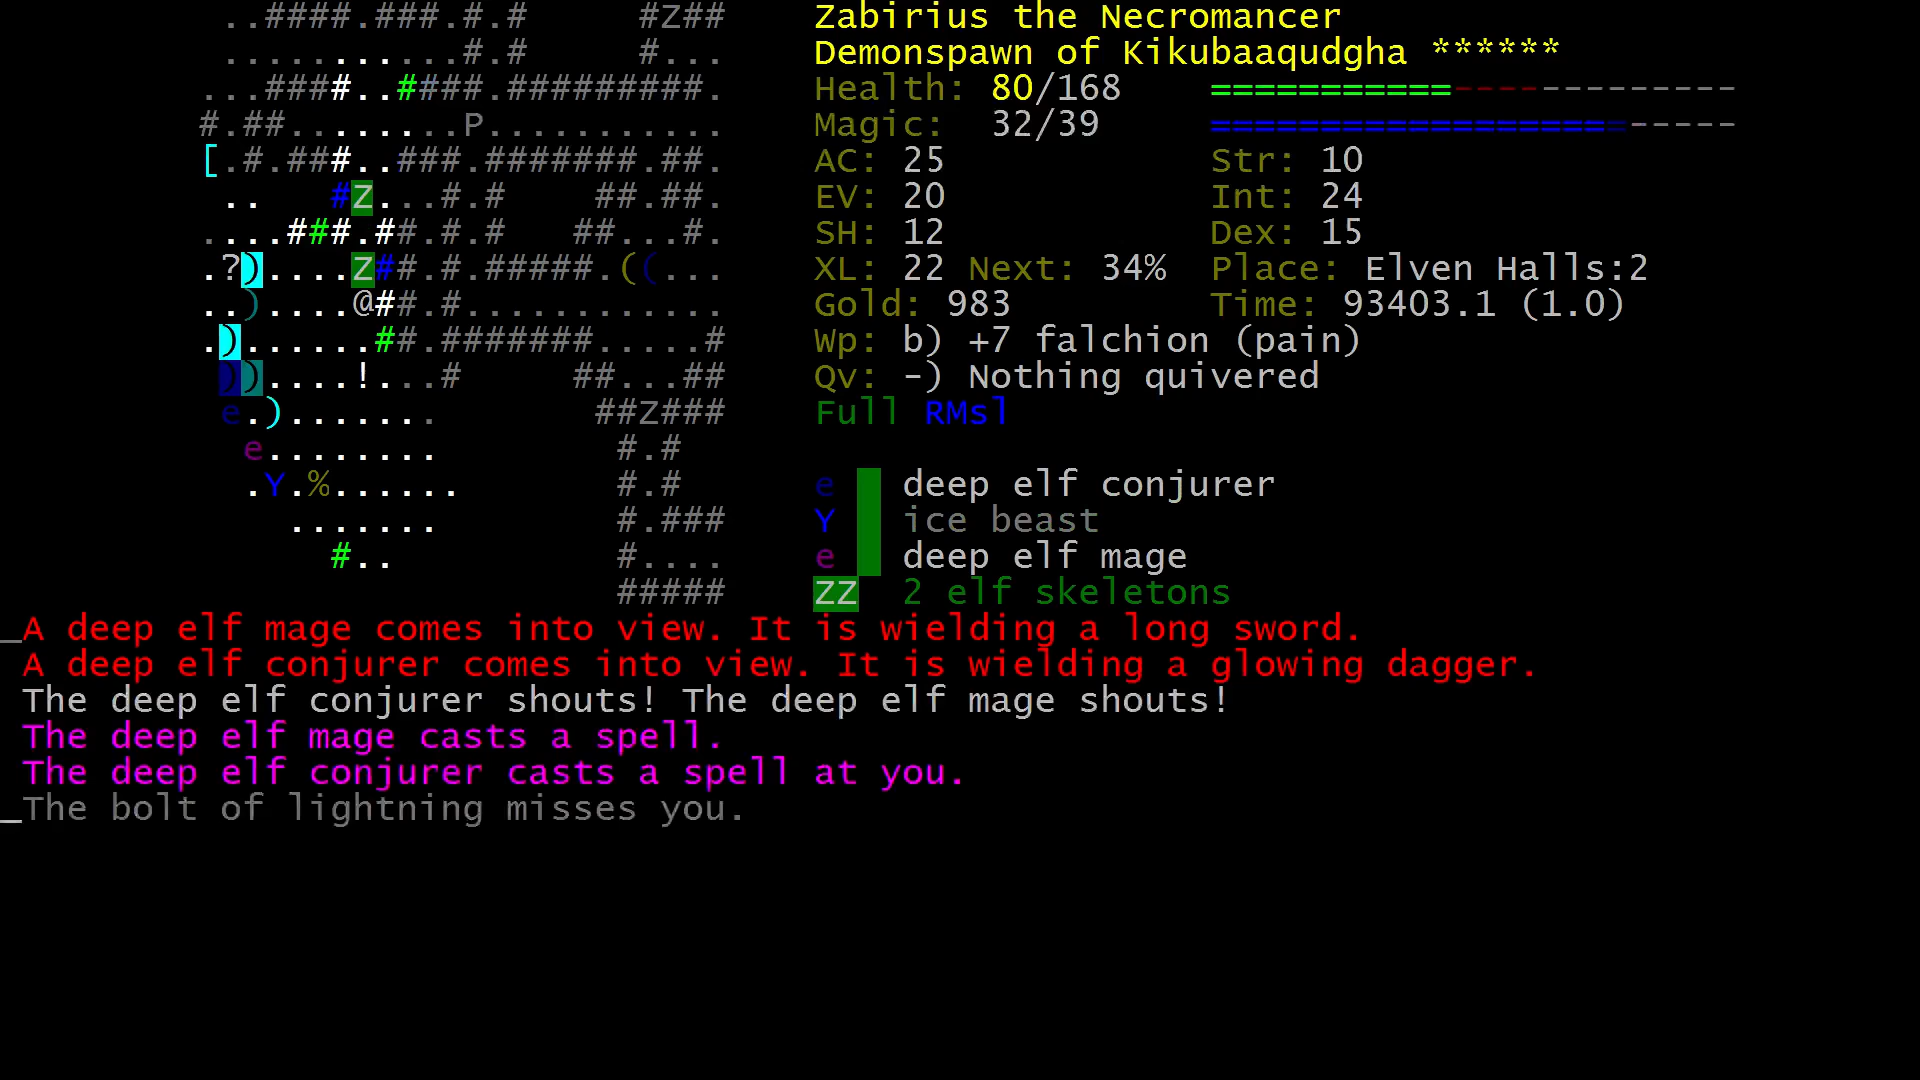 ..####.###.#.# #Z## Zabirius the Necromancer
...........#.# #... Demonspawn of Kikubaaqudgha ******
...####..####.#########. Health: 80/168 ===========-------------
#.##........P........... Magic: 32/39 ===================-----
[.#.###..###.#######.##. AC: 25 Str: 10
.. #Z...#.# ##.##. EV: 20 Int: 24
....###.##.#.# ##...#. SH: 12 Dex: 15
.?)....Z##.#.#####.((... XL: 22 Next: 34% Place: Elven Halls:2
..)....@##.#............ Gold: 983 Time: 93403.1 (1.0)
.)......##.#######.....# Wp: b) +7 falchion (pain)
))....!...# ##...## Qv: -) Nothing quivered
e.)....... ##Z### Full RMsl
e........ #.#
.Y.%...... #.# e deep elf conjurer
....... #.### Y ice beast
#.. #.... e deep elf mage
##### ZZ 2 elf skeletons
_A deep elf mage comes into view. It is wielding a long sword.
A deep elf conjurer comes into view. It is wielding a glowing dagger.
The deep elf conjurer shouts! The deep elf mage shouts!
The deep elf mage casts a spell.
The deep elf conjurer casts a spell at you.
_The bolt of lightning misses you.